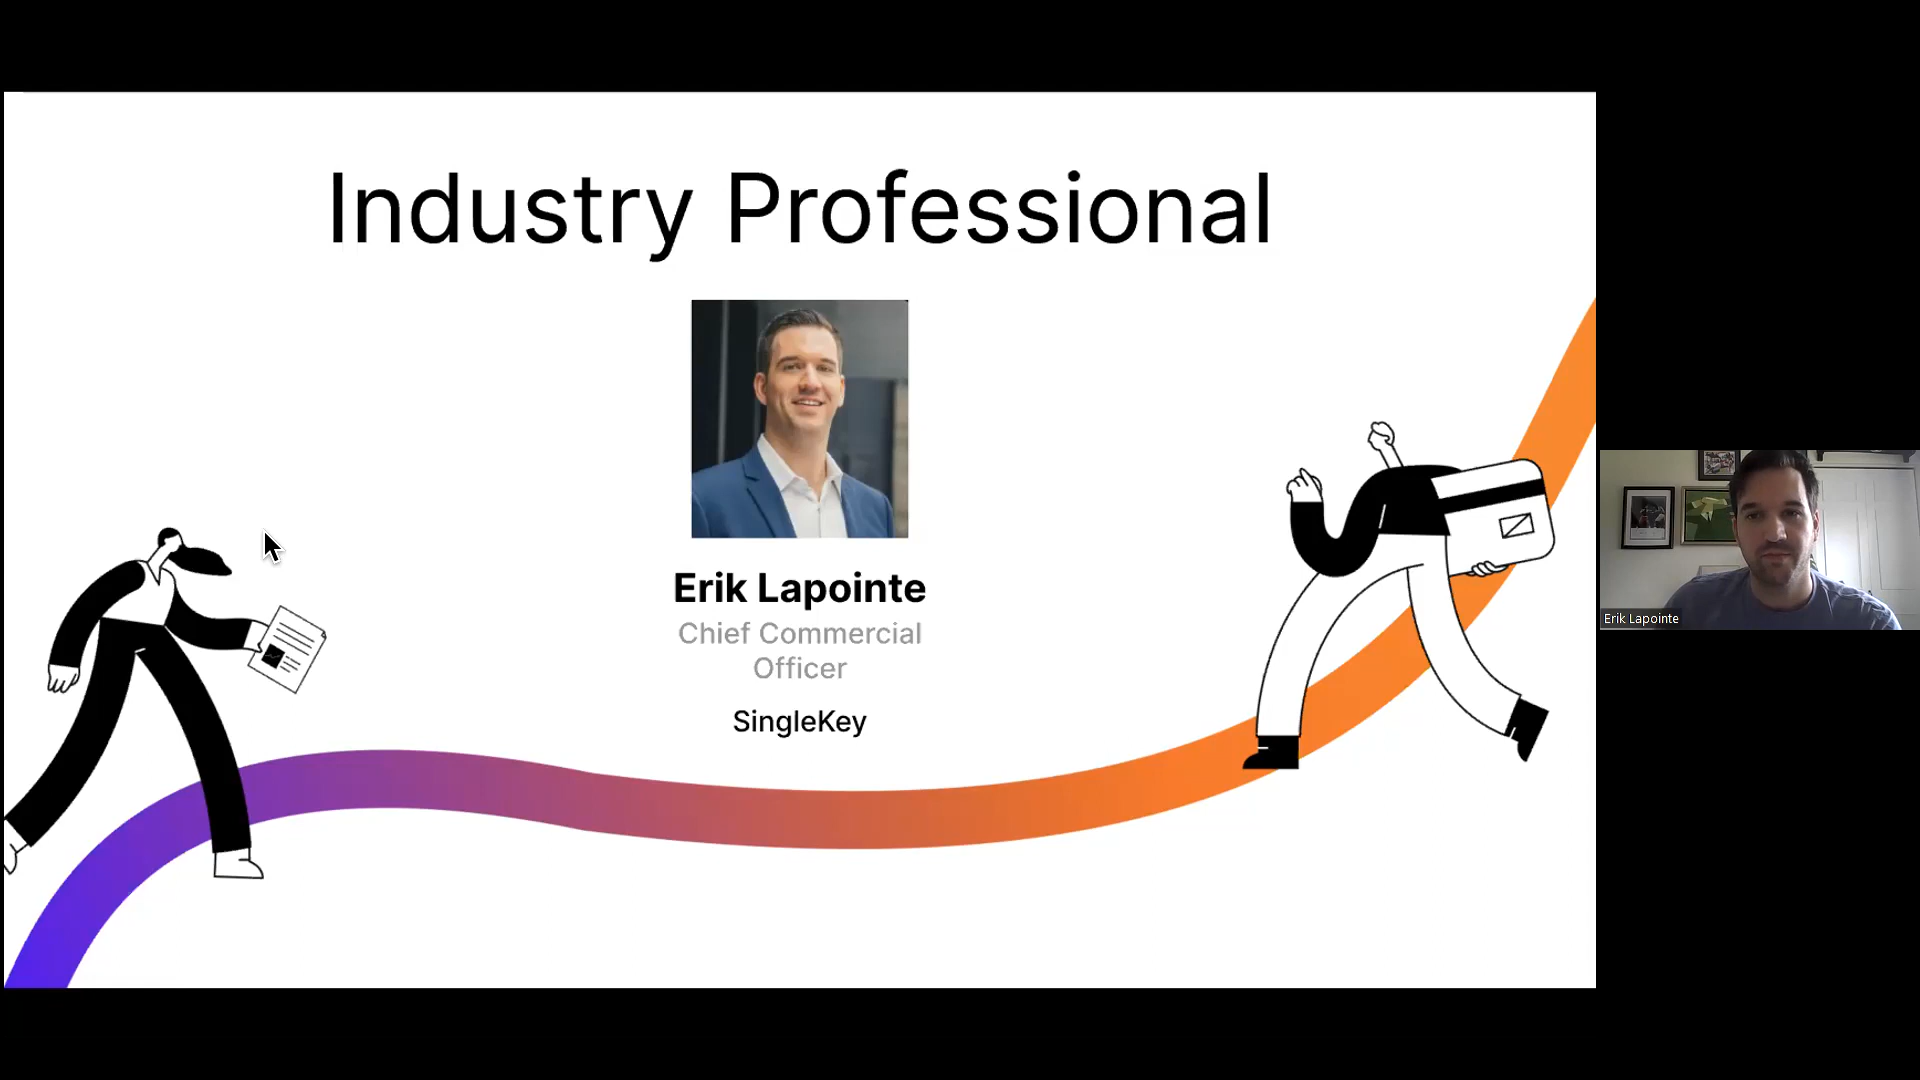 Industry Professional
Erik Lapointe
Chief Commercial
Officer
SingleKey
Erik Lapointe